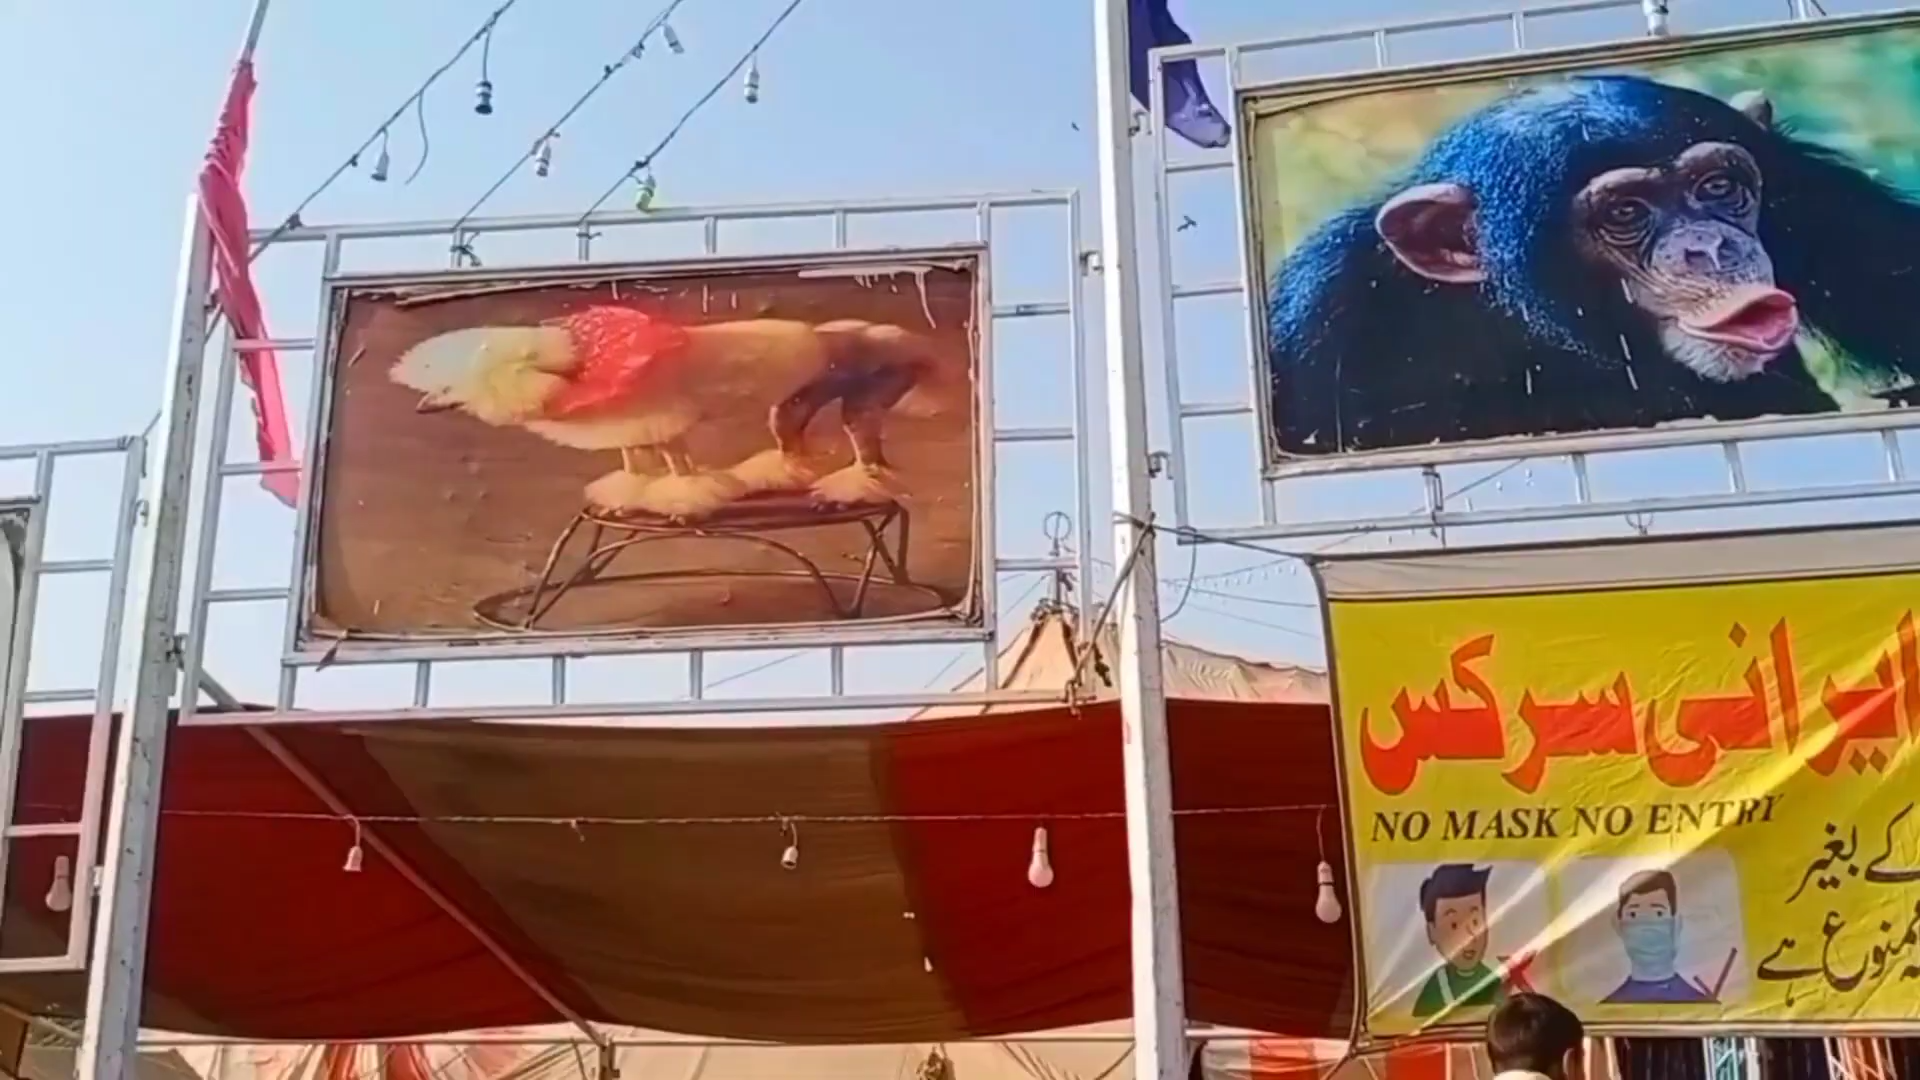 ایرانی سرکس
NO MASK NO ENTRY
کے بغیر
ممنوع ہے